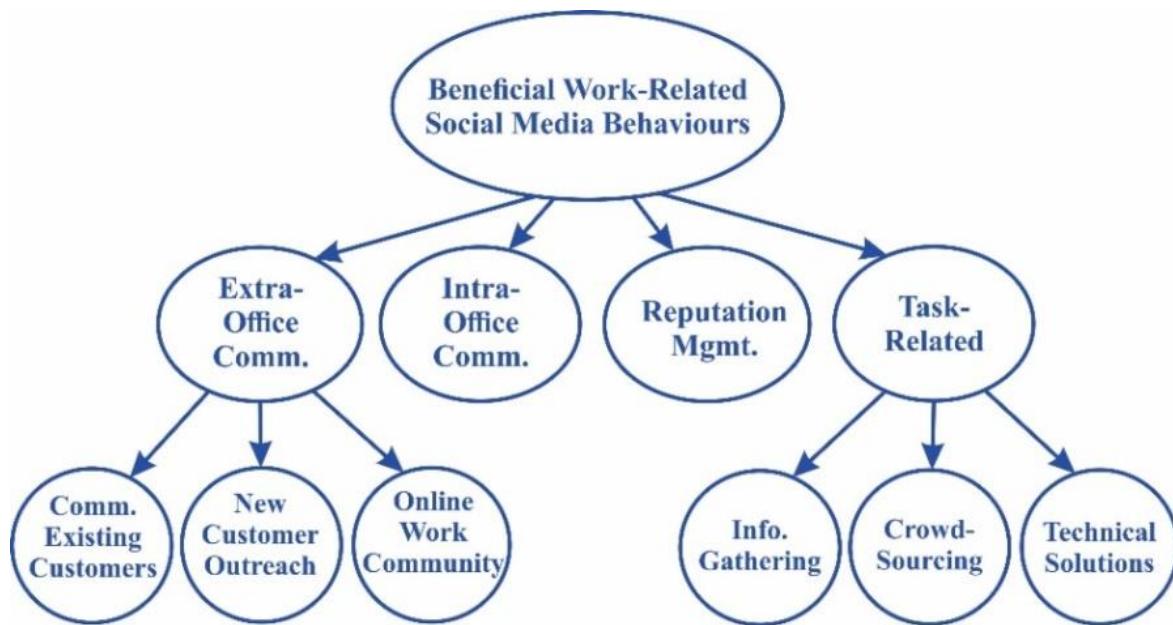 Beneficial Work-Related
Social Media Behaviours
Extra-
Office
Comm.
Intra-
Office
Comm.
Reputation
Mgmt.
Task-
Related
Comm.
Existing
Customers
New
Customer
Outreach
Online
Work
Community
Info.
Gathering
Crowd-
Sourcing
Technical
Solutions